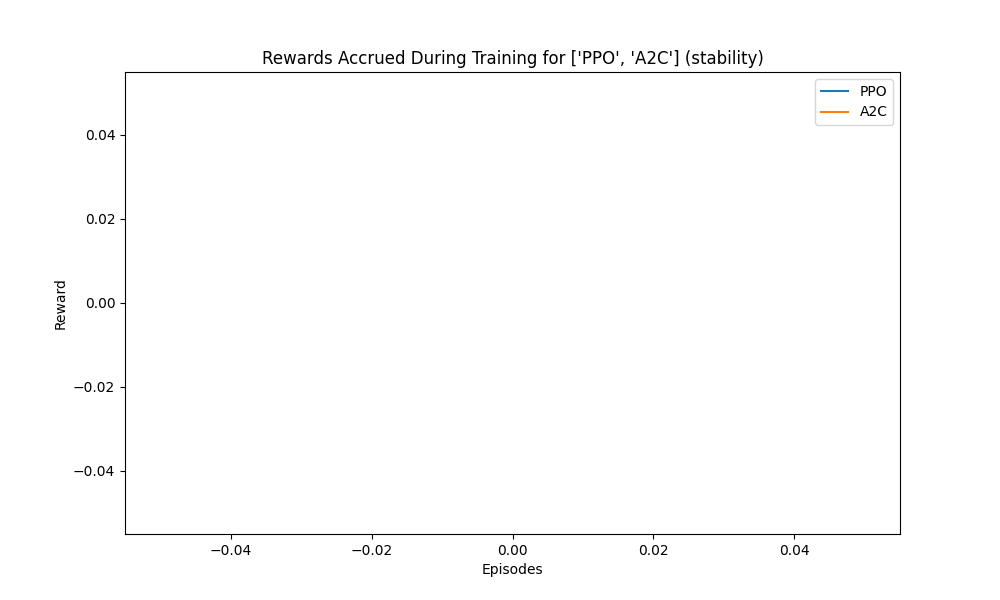 Rewards Accrued During Training for ['PPO', 'A2C'] (stability)
PPO
A2C
0.04
0.02
0.00
−0.02
−0.04
Reward
−0.04
−0.02
0.00
0.02
0.04
Episodes